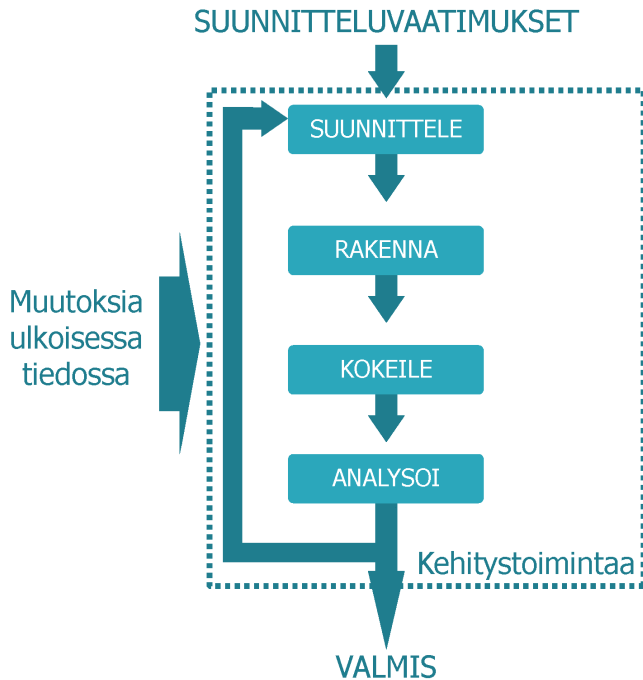 SUUNNITTELUVAATIMUKSET
SUUNNITTELE
RAKENNA
Muutoksia
ulkoisessa
tiedossa
KOKEILE
ANALYSOI
Kehitystoimintaa
VALMIS